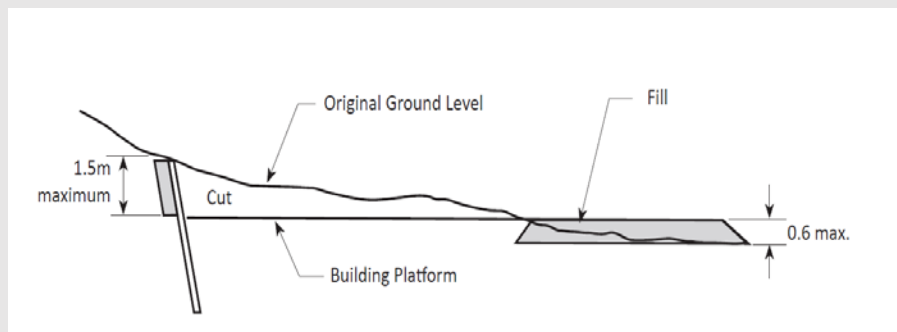 Original Ground Level
Fill
1.5m
maximum
Cut
0.6 max.
Building Platform